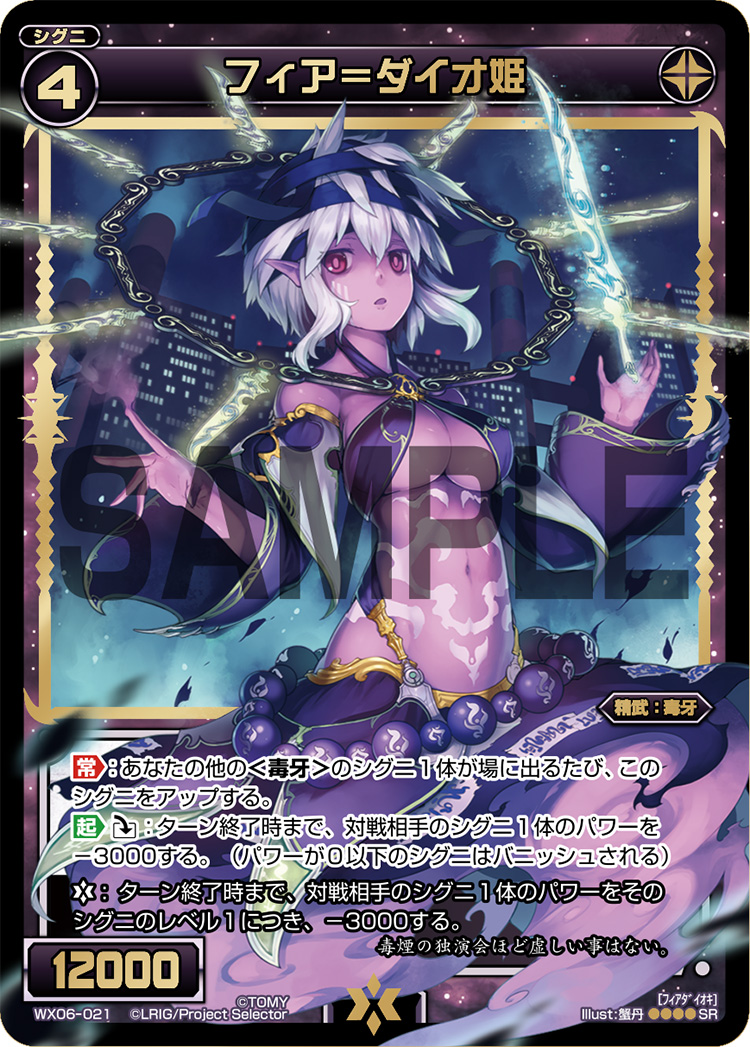 シグニ
4
フィア＝ダイオ姫
SAMPLE
精武：毒牙
常：あなたの他の＜毒牙＞のシグニ１体が場に出るたび、この
シグニをアップする。
起：ターン終了時まで、対戦相手のシグニ１体のパワーを
－3000する。（パワーが０以下のシグニはバニッシュされる）
：ターン終了時まで、対戦相手のシグニ１体のパワーをその
シグニのレベル１につき、－3000する。
毒煙の独演会ほど虚しい事はない。
12000
WX06-021 ©TOMY ©LRIG/Project Selector
[フィアダイオキ]
Illust:蟹丹 SR